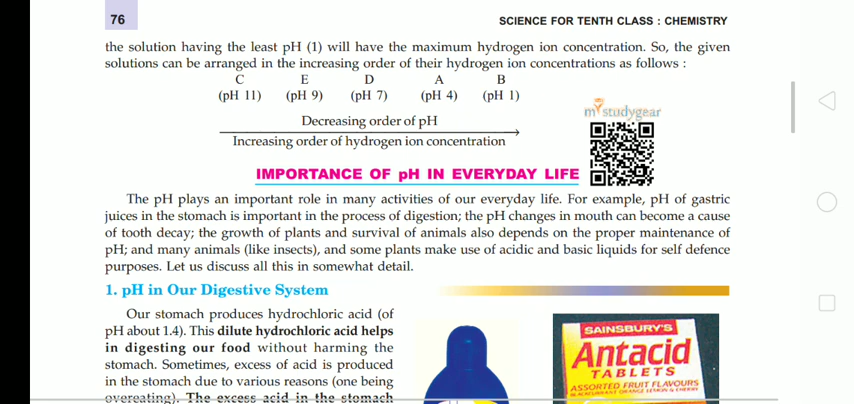 76
SCIENCE FOR TENTH CLASS : CHEMISTRY
the solution having the least pH (1) will have the maximum hydrogen ion concentration. So, the given
solutions can be arranged in the increasing order of their hydrogen ion concentrations as follows :
C E D A B
(pH 11) (pH 9) (pH 7) (pH 4) (pH 1)
Decreasing order of pH
Increasing order of hydrogen ion concentration
mystudygear
IMPORTANCE OF pH IN EVERYDAY LIFE
The pH plays an important role in many activities of our everyday life. For example, pH of gastric
juices in the stomach is important in the process of digestion; the pH changes in mouth can become a cause
of tooth decay; the growth of plants and survival of animals also depends on the proper maintenance of
pH; and many animals (like insects), and some plants make use of acidic and basic liquids for self defence
purposes. Let us discuss all this in somewhat detail.
1. pH in Our Digestive System
Our stomach produces hydrochloric acid (of
pH about 1.4). This dilute hydrochloric acid helps
in digesting our food without harming the
stomach. Sometimes, excess of acid is produced
in the stomach due to various reasons (one being
overeating). The excess acid in the stomach
SAINSBURY'S
Antacid
TABLETS
ASSORTED FRUIT FLAVOURS